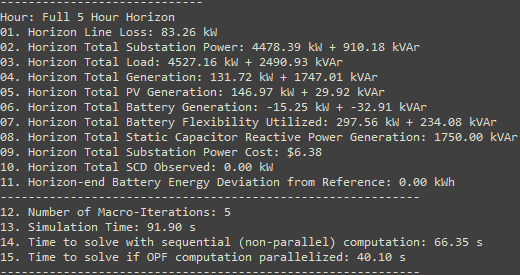 -----------------------------
Hour: Full 5 Hour Horizon
01. Horizon Line Loss: 83.26 kW
02. Horizon Total Substation Power: 4478.39 kW + 910.18 kVAr
03. Horizon Total Load: 4527.16 kW + 2490.93 kVAr
04. Horizon Total Generation: 131.72 kW + 1747.01 kVAr
05. Horizon Total PV Generation: 146.97 kW + 29.92 kVAr
06. Horizon Total Battery Generation: -15.25 kW + -32.91 kVAr
07. Horizon Total Battery Flexibility Utilized: 297.56 kW + 234.08 kVAr
08. Horizon Total Static Capacitor Reactive Power Generation: 1750.00 kVAr
09. Horizon Total Substation Power Cost: $6.38
10. Horizon Total SCD Observed: 0.00 kW
11. Horizon-end Battery Energy Deviation from Reference: 0.00 kWh
------------------------------------------------------------
12. Number of Macro-Iterations: 5
13. Simulation Time: 91.90 s
14. Time to solve with sequential (non-parallel) computation: 66.35 s
15. Time to solve if OPF computation parallelized: 40.10 s
------------------------------------------------------------